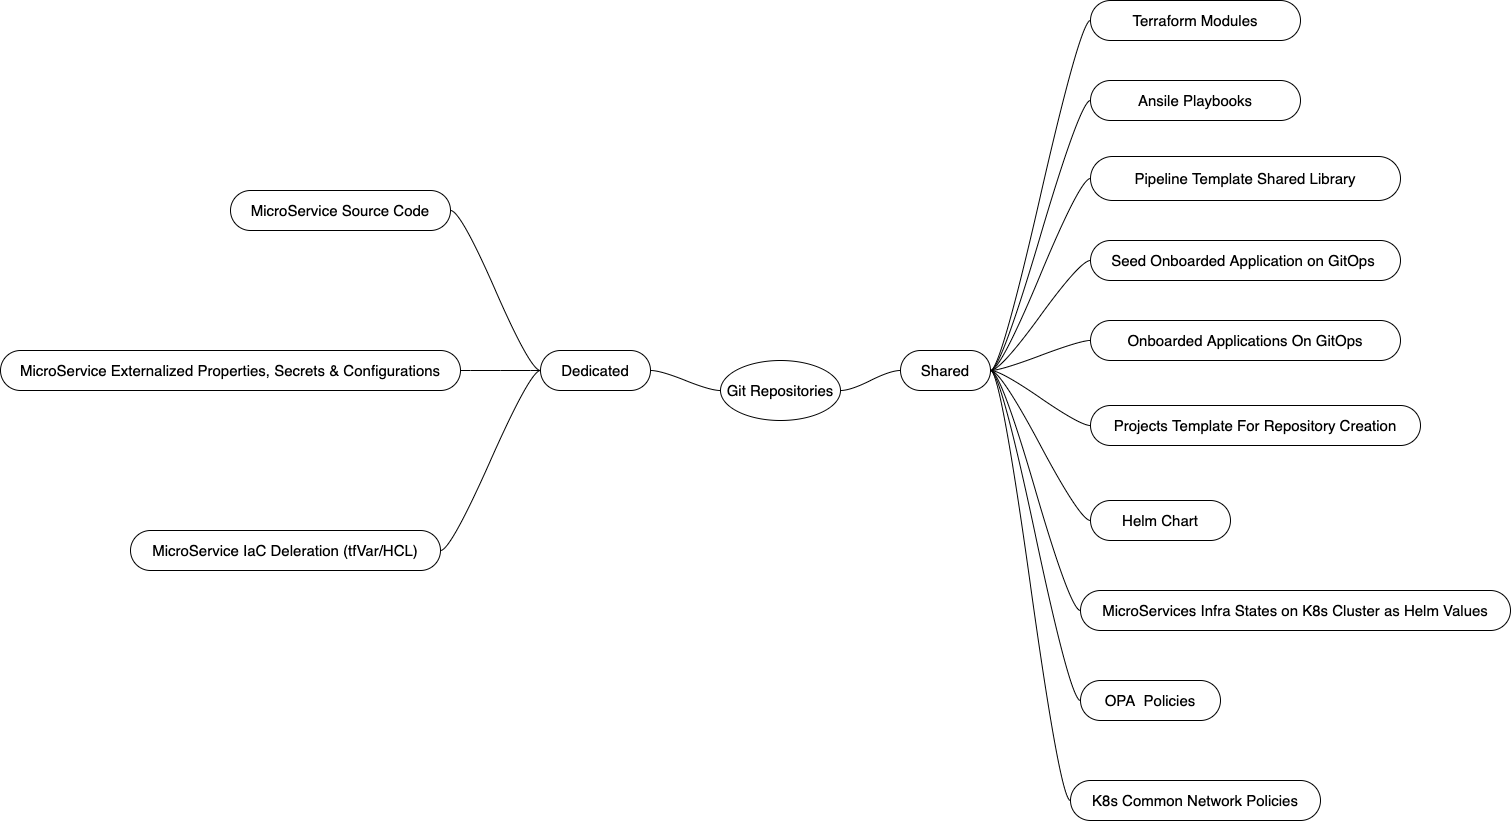 Terraform Modules
Ansile Playbooks
Pipeline Template Shared Library
MicroService Source Code
Seed Onboarded Application on GitOps
Onboarded Applications On GitOps
MicroService Externalized Properties, Secrets & Configurations
Dedicated
Git Repositories
Shared
Projects Template For Repository Creation
Helm Chart
MicroService IaC Deleration (tfVar/HCL)
MicroServices Infra States on K8s Cluster as Helm Values
OPA  Policies
K8s Common Network Policies